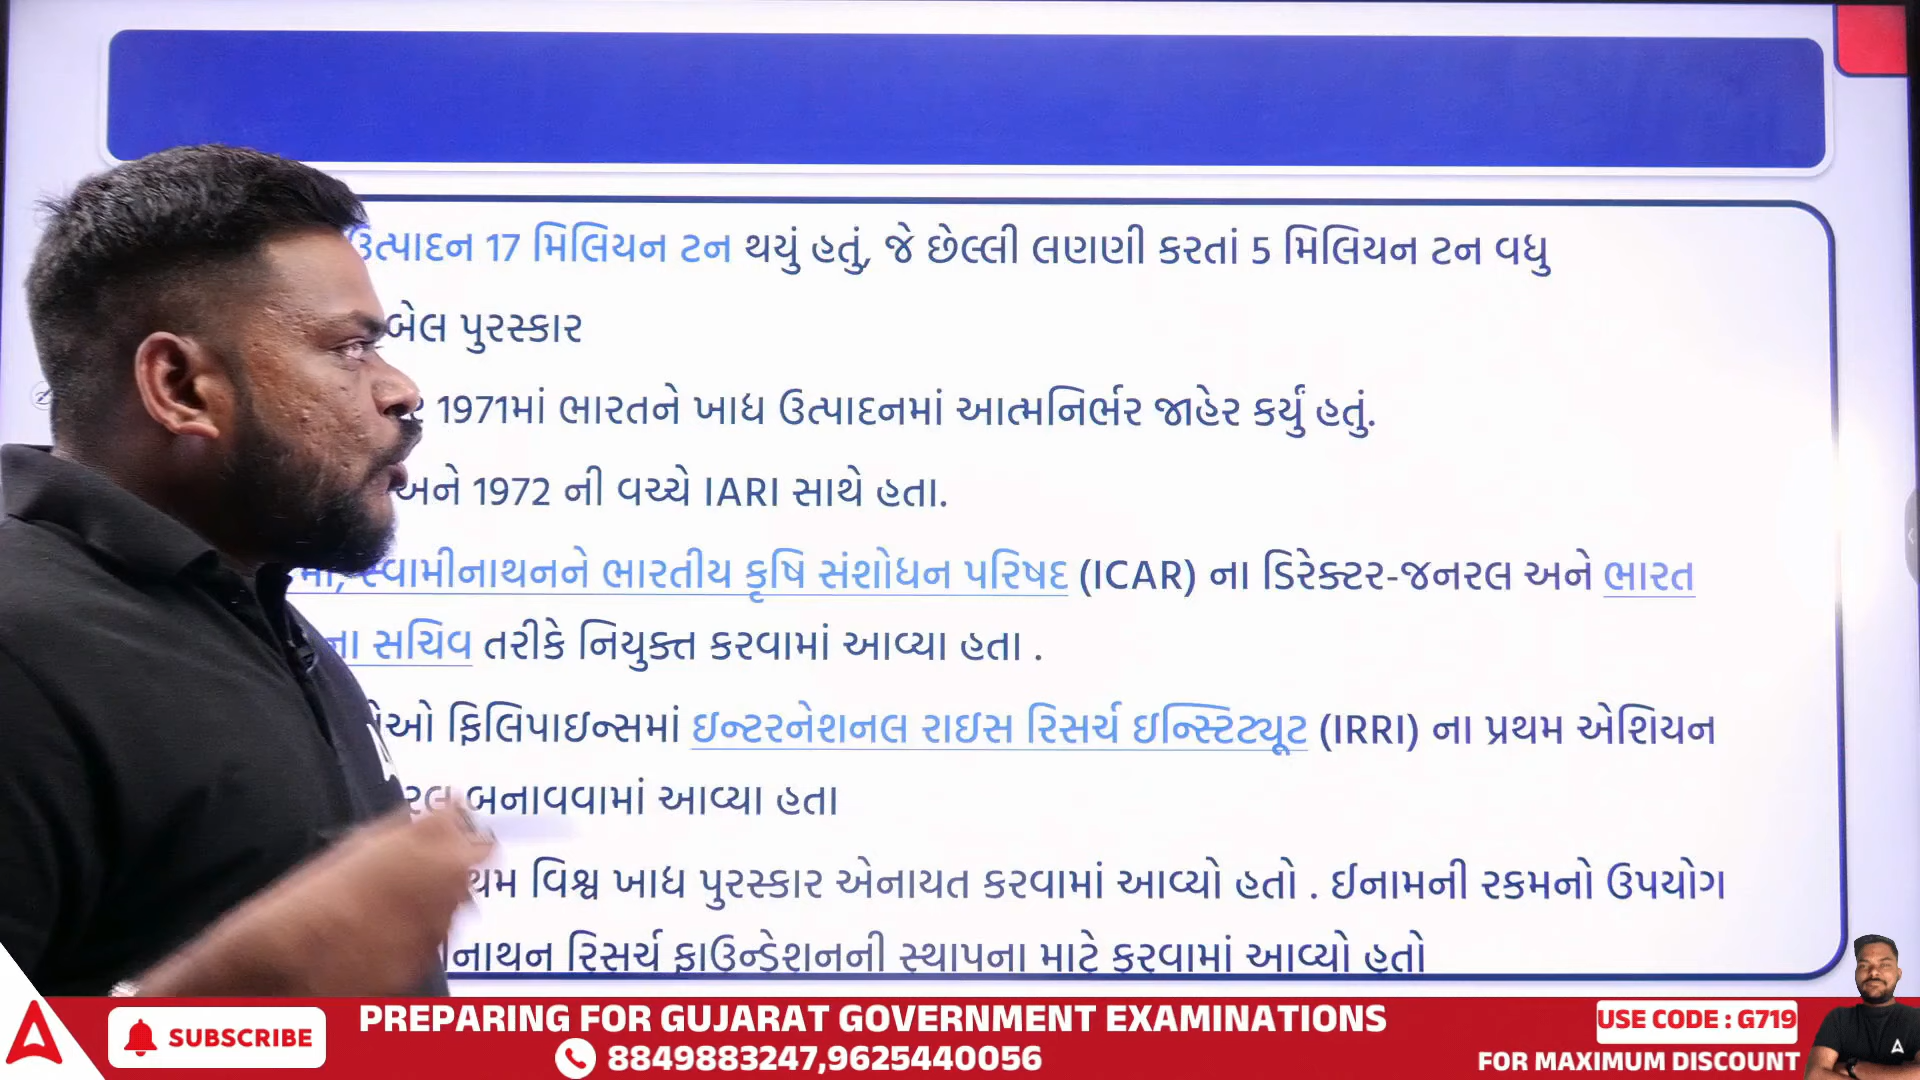 ઉત્પાદન 17 મિલિયન ટન થયું હતું, જે છેલ્લી લણણી કરતાં 5 મિલિયન ટન વધુ
પુરસ્કાર
1971માં ભારતને ખાદ્ય ઉત્પાદનમાં આત્મનિર્ભર જાહેર કર્યું હતું.
અને 1972 ની વચ્ચે IARI સાથે હતા.
સ્વામીનાથનને ભારતીય કૃષિ સંશોધન પરિષદ (ICAR) ના ડિરેક્ટર-જનરલ અને ભારત
સચિવ તરીકે નિયુક્ત કરવામાં આવ્યા હતા .
ફિલિપાઇન્સમાં ઇન્ટરનેશનલ રાઇસ રિસર્ચ ઇન્સ્ટિટ્યૂટ (IRRI) ના પ્રથમ એશિયન
બનાવવામાં આવ્યા હતા
વિશ્વ ખાદ્ય પુરસ્કાર એનાયત કરવામાં આવ્યો હતો . ઈનામની રકમનો ઉપયોગ
રિસર્ચ ફાઉન્ડેશનની સ્થાપના માટે કરવામાં આવ્યો હતો
SUBSCRIBE
PREPARING FOR GUJARAT GOVERNMENT EXAMINATIONS
8849883247,9625440056
USE CODE : G719
FOR MAXIMUM DISCOUNT